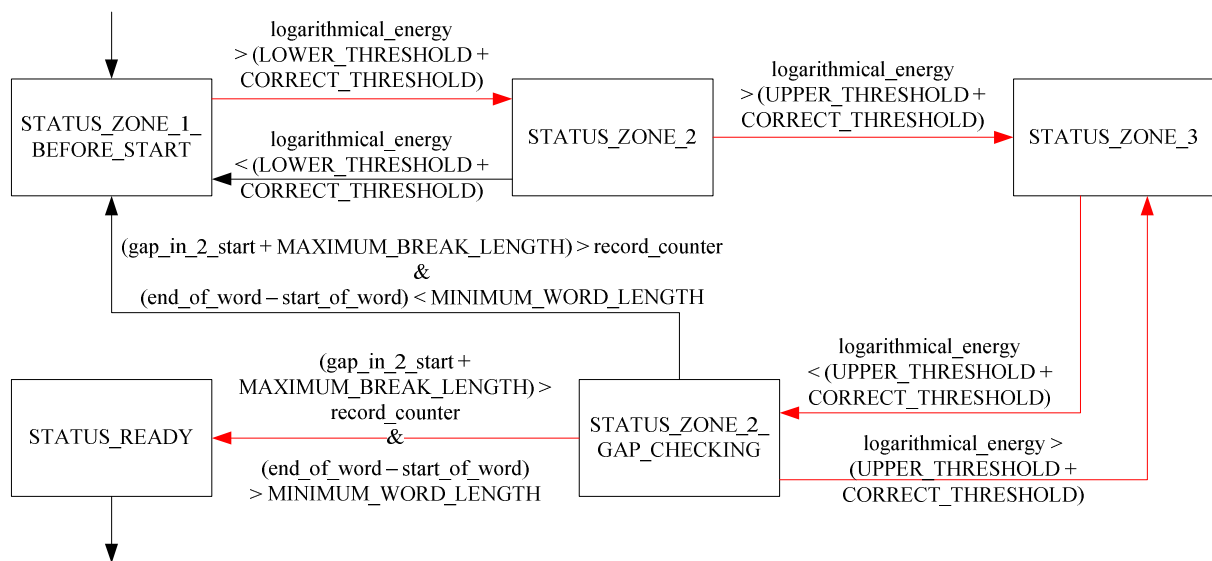 logarithmical_energy
> (LOWER_THRESHOLD +
CORRECT_THRESHOLD)
logarithmical_energy
> (UPPER_THRESHOLD +
CORRECT_THRESHOLD)
STATUS_ZONE_1_
BEFORE_START
STATUS_ZONE_2
STATUS_ZONE_3
logarithmical_energy
< (LOWER_THRESHOLD +
CORRECT_THRESHOLD)
(gap_in_2_start + MAXIMUM_BREAK_LENGTH) > record_counter
&
(end_of_word – start_of_word) < MINIMUM_WORD_LENGTH
logarithmical_energy
< (UPPER_THRESHOLD +
CORRECT_THRESHOLD)
(gap_in_2_start +
MAXIMUM_BREAK_LENGTH) >
record_counter
&
(end_of_word – start_of_word)
> MINIMUM_WORD_LENGTH
STATUS_READY
STATUS_ZONE_2_
GAP_CHECKING
logarithmical_energy >
(UPPER_THRESHOLD +
CORRECT_THRESHOLD)